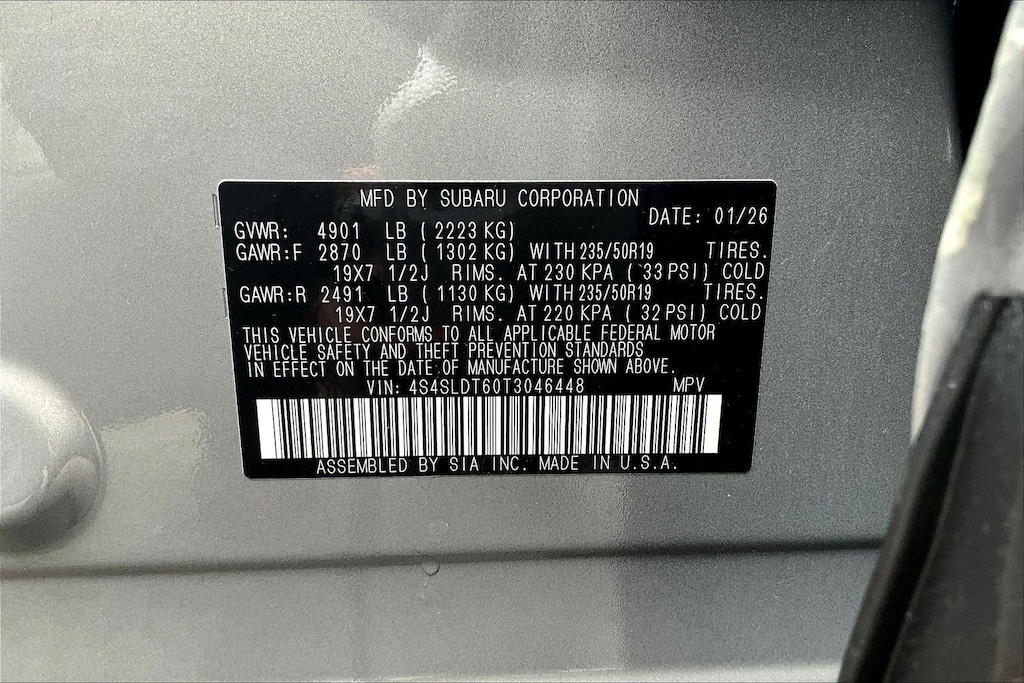 MFD BY SUBARU CORPORATION
DATE: 01/26
GVWR: 4901 LB (2223 KG)
GAWR:F 2870 LB (1302 KG) WITH 235/50R19 TIRES.
19X7 1/2J RIMS. AT 230 KPA (33 PSI) COLD
GAWR:R 2491 LB (1130 KG) WITH 235/50R19 TIRES.
19X7 1/2J RIMS. AT 220 KPA (32 PSI) COLD
THIS VEHICLE CONFORMS TO ALL APPLICABLE FEDERAL MOTOR
VEHICLE SAFETY AND THEFT PREVENTION STANDARDS
IN EFFECT ON THE DATE OF MANUFACTURE SHOWN ABOVE.
VIN: 4S4SLDT60T3046448 MPV
ASSEMBLED BY SIA INC. MADE IN U.S.A.